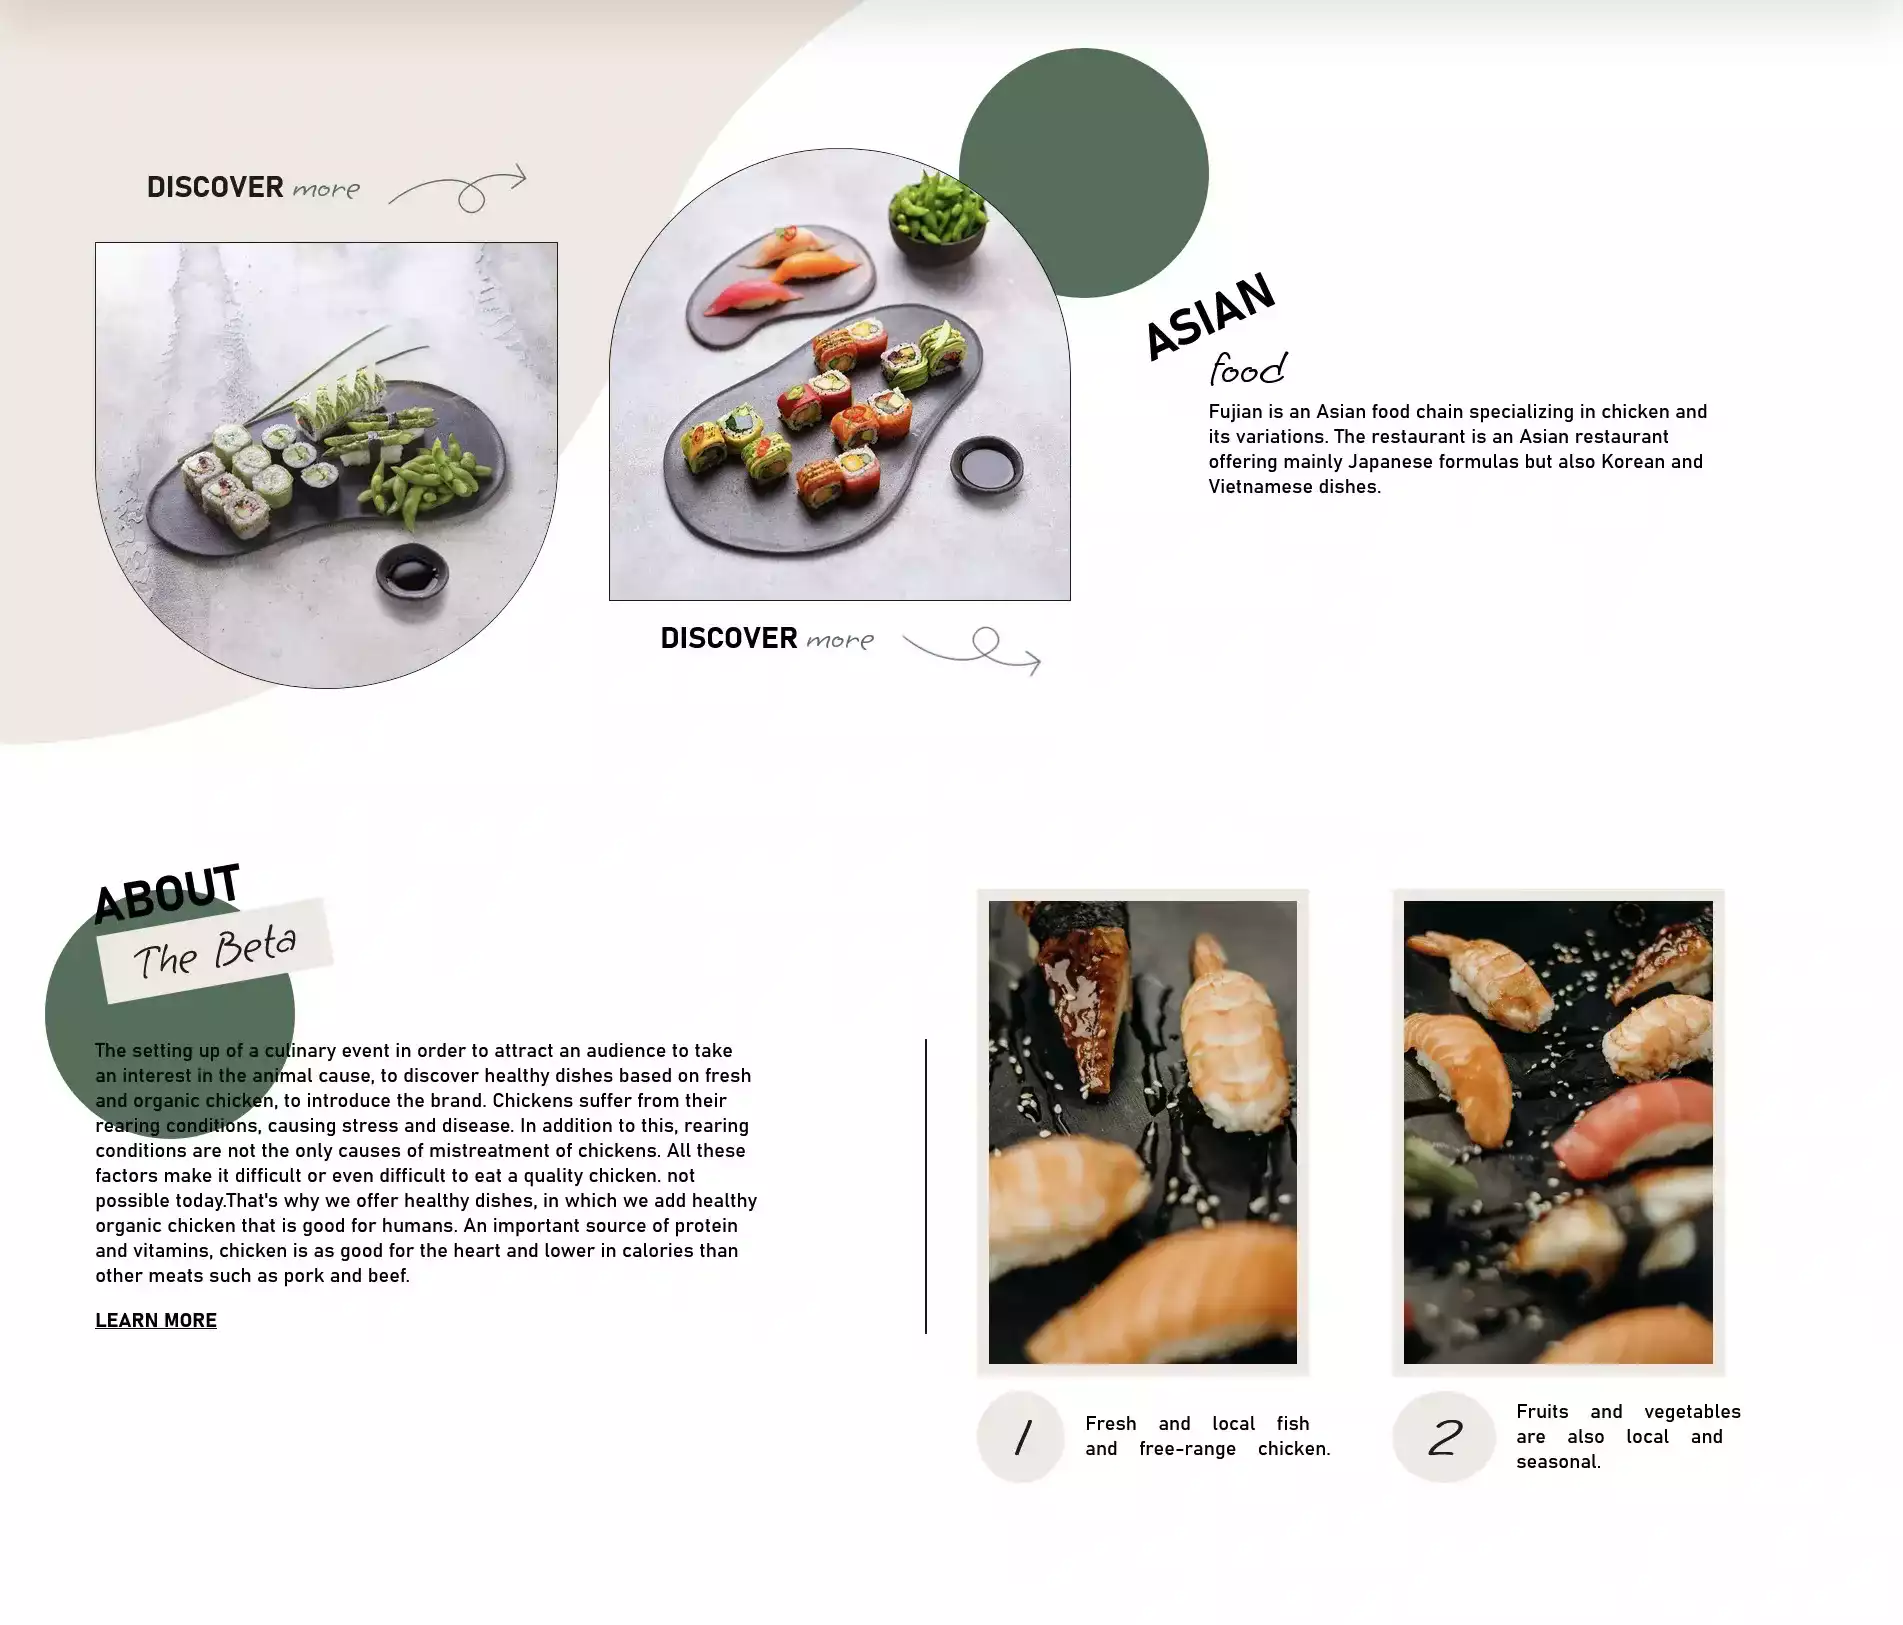 DISCOVER more
DISCOVER more
ASIAN
food
Fujian is an Asian food chain specializing in chicken and
its variations. The restaurant is an Asian restaurant
offering mainly Japanese formulas but also Korean and
Vietnamese dishes.
ABOUT
The Beta
The setting up of a culinary event in order to attract an audience to take
an interest in the animal cause, to discover healthy dishes based on fresh
and organic chicken, to introduce the brand. Chickens suffer from their
rearing conditions, causing stress and disease. In addition to this, rearing
conditions are not the only causes of mistreatment of chickens. All these
factors make it difficult or even difficult to eat a quality chicken. not
possible today.That's why we offer healthy dishes, in which we add healthy
organic chicken that is good for humans. An important source of protein
and vitamins, chicken is as good for the heart and lower in calories than
other meats such as pork and beef.
LEARN MORE
1
Fresh and local fish
and free-range chicken.
2
Fruits and vegetables
are also local and
seasonal.